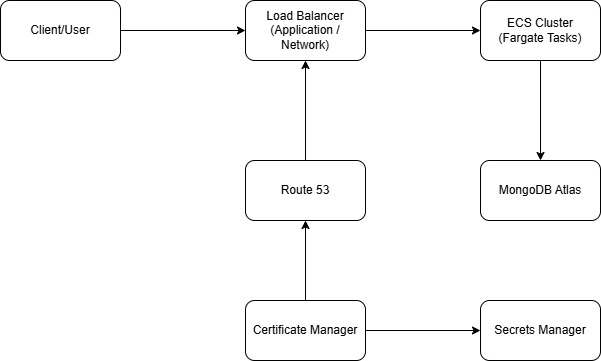 Client/User
Load Balancer
(Application /
Network)
ECS Cluster
(Fargate Tasks)
Route 53
MongoDB Atlas
Certificate Manager
Secrets Manager